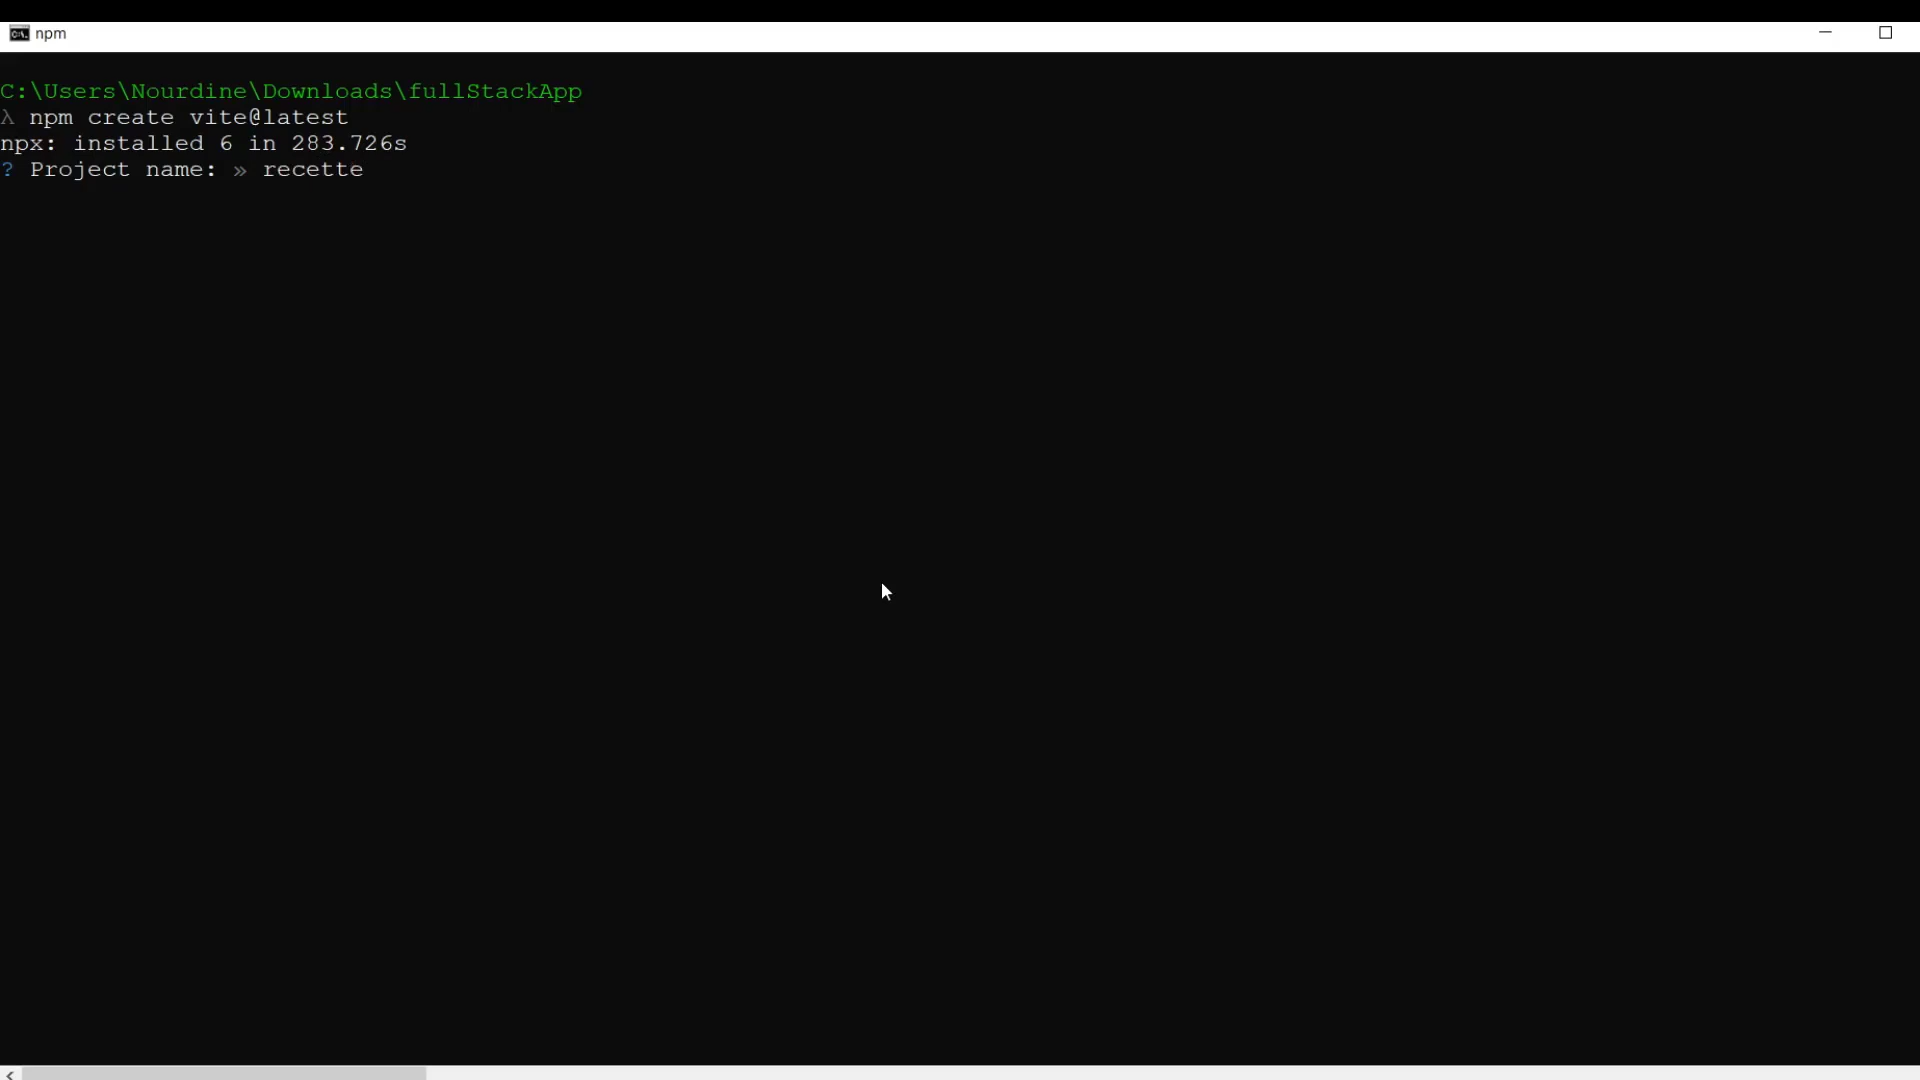 npm
C:\Users\Nourdine\Downloads\fullStackApp
λ npm create vite@latest
npx: installed 6 in 283.726s
? Project name: » recette